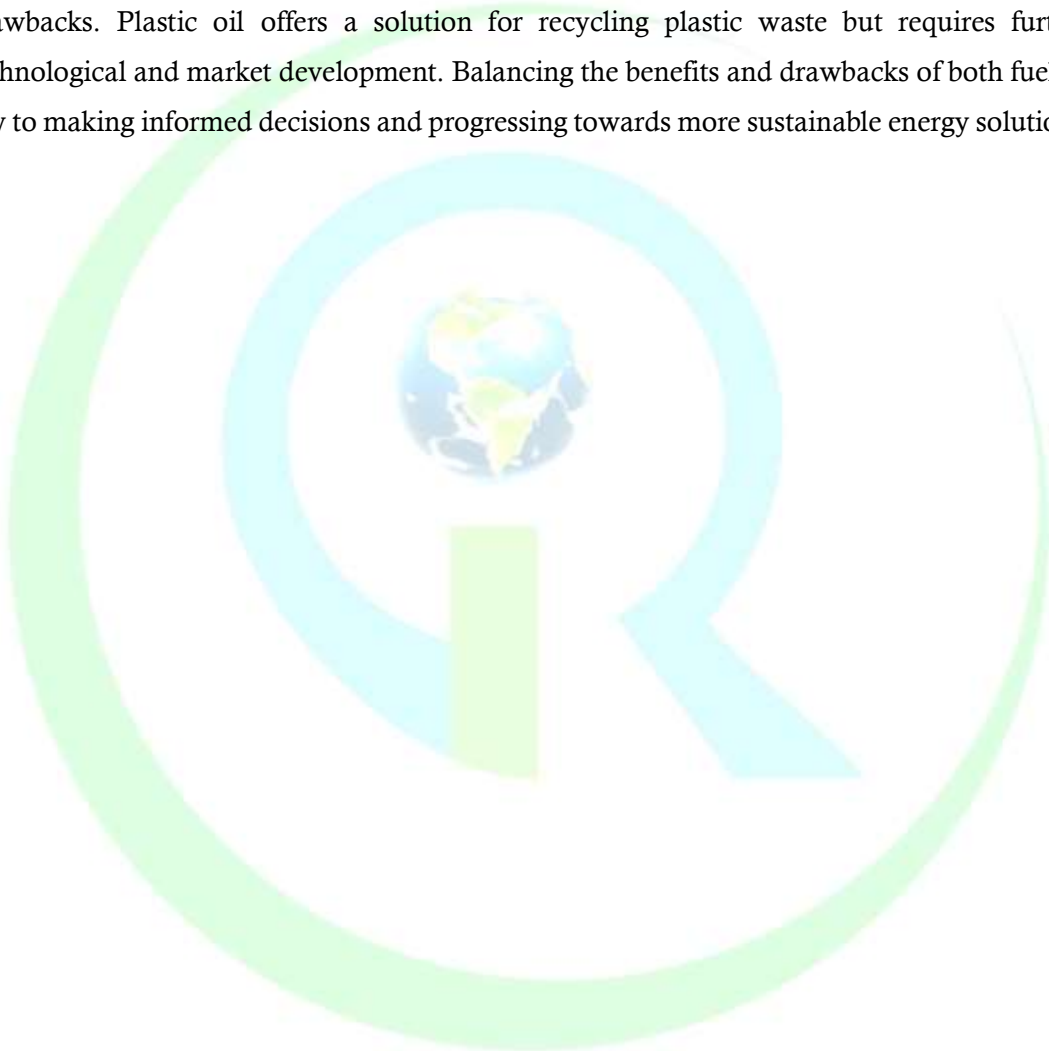 awbacks. Plastic oil offers a solution for recycling plastic waste but requires furt
hnological and market development. Balancing the benefits and drawbacks of both fuel
y to making informed decisions and progressing towards more sustainable energy solutio